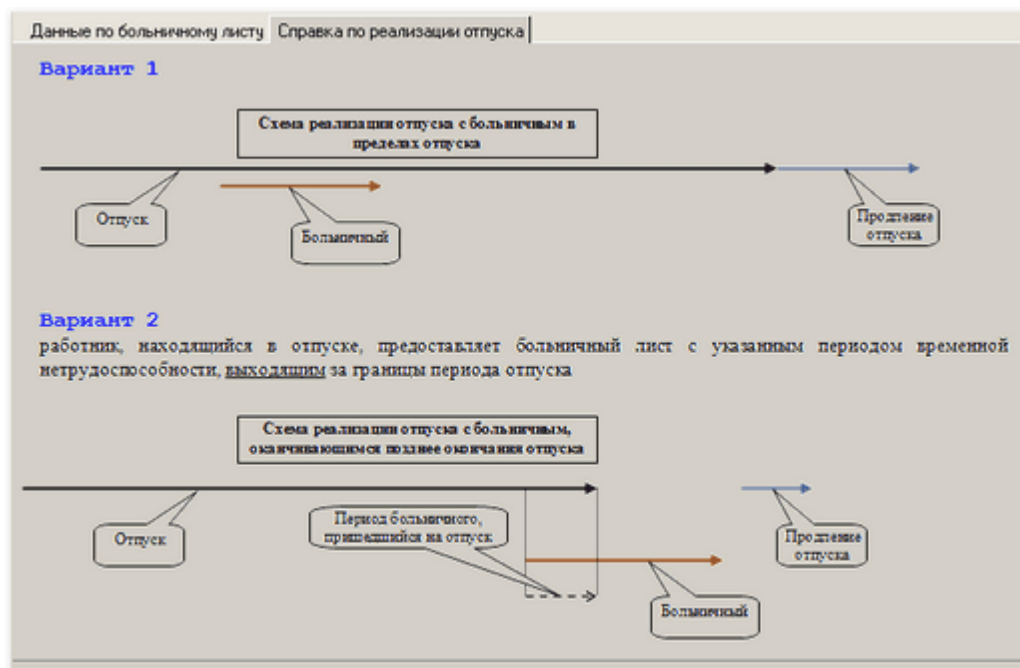 Данные по больничному листу Справка по реализации отпуска
Вариант 1
Схема реализации отпуска с больничным в
пределах отпуска
Отпуск
Больничный
Продление
отпуска
Вариант 2
работник, находящийся в отпуске, предоставляет больничный лист с указанным периодом временной
нетрудоспособности, выходящим за границы периода отпуска
Схема реализации отпуска с больничным,
оканчивающимся позднее окончания отпуска
Отпуск
Период больничного,
пришедшийся на отпуск
Продление
отпуска
Больничный